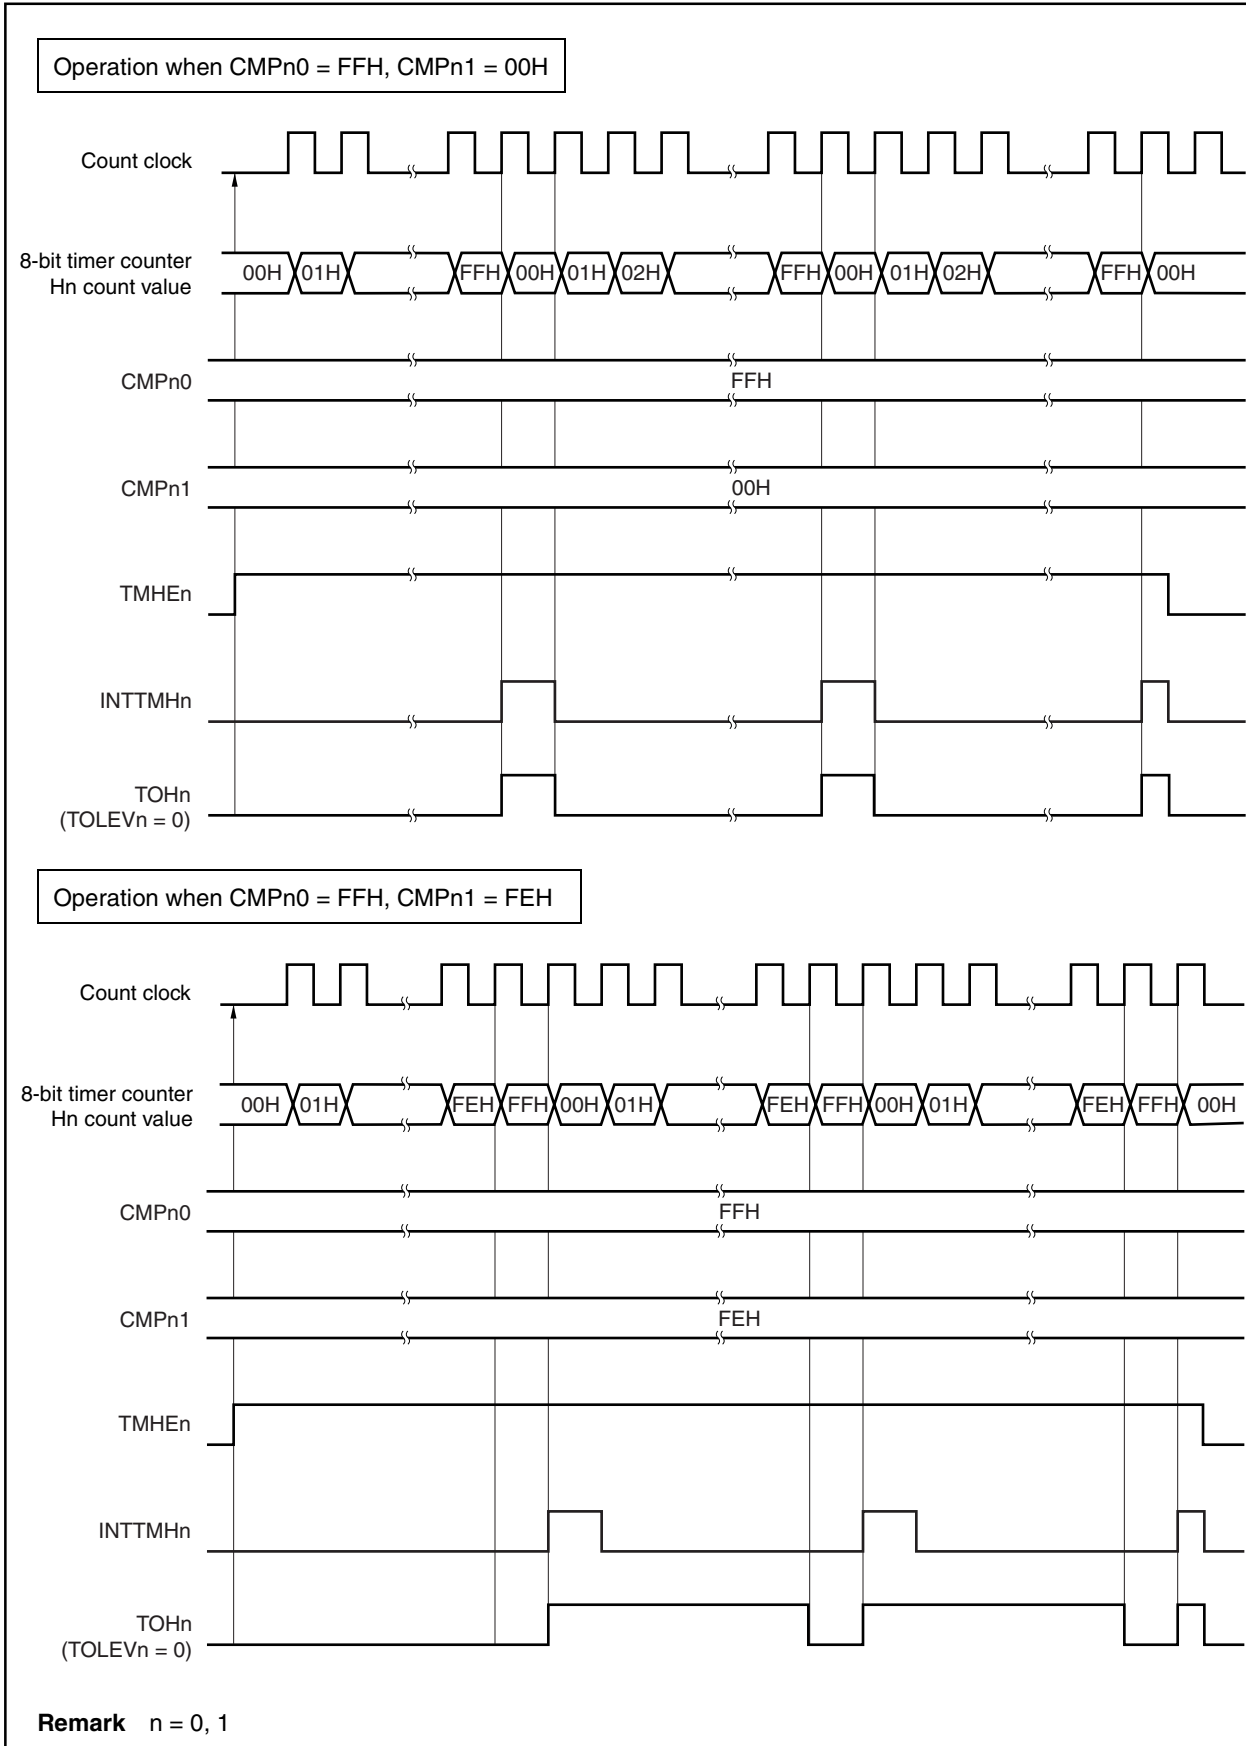 Operation when CMPn0 = FFH, CMPn1 = 00H
Count clock
8-bit timer counter
Hn count value
00H 01H FFH 00H 01H 02H FFH 00H 01H 02H FFH 00H
CMPn0
FFH
CMPn1
00H
TMHEn
INTTMHn
TOHn
(TOLEVn = 0)
Operation when CMPn0 = FFH, CMPn1 = FEH
Count clock
8-bit timer counter
Hn count value
00H 01H FEH FFH 00H 01H FEH FFH 00H 01H FEH FFH 00H
CMPn0
FFH
CMPn1
FEH
TMHEn
INTTMHn
TOHn
(TOLEVn = 0)
Remark n = 0, 1